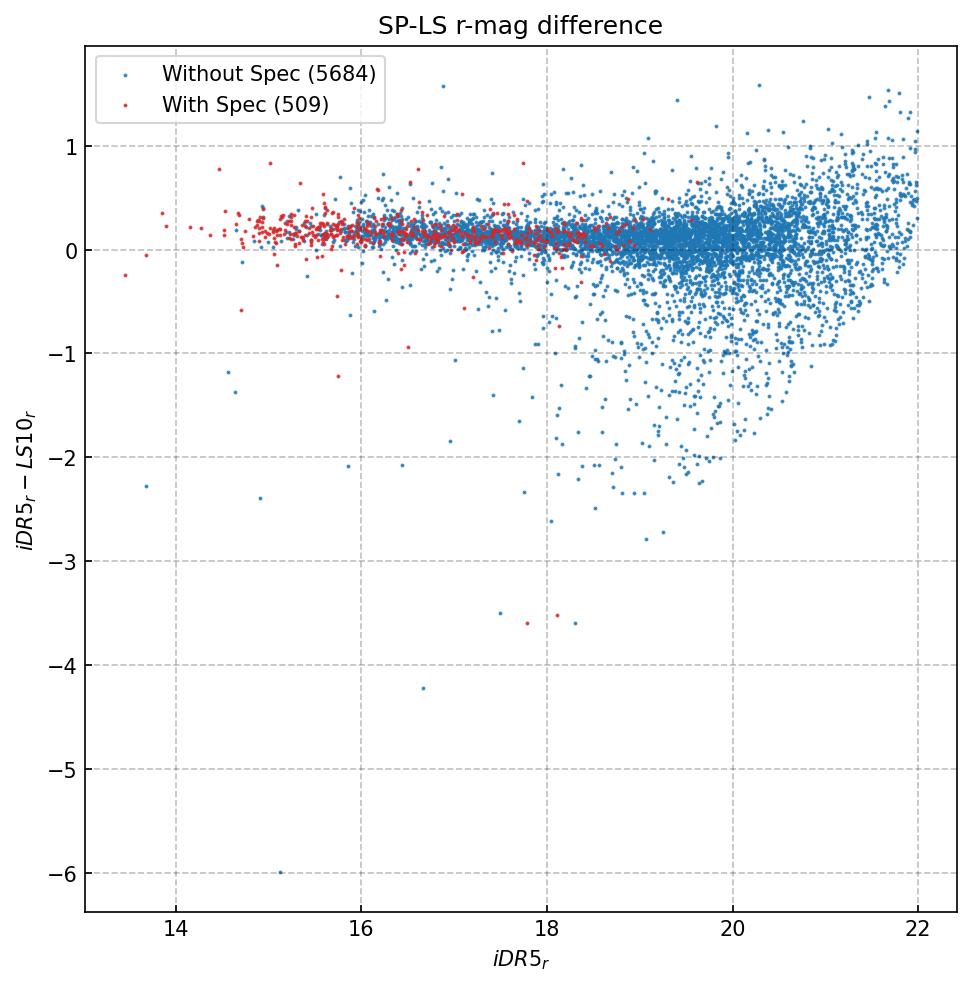 SP-LS r-mag difference
Without Spec (5684)
With Spec (509)
1
0
−1
−2
−3
−4
−5
−6
iDR5r − LS10r
14 16 18 20 22
iDR5r